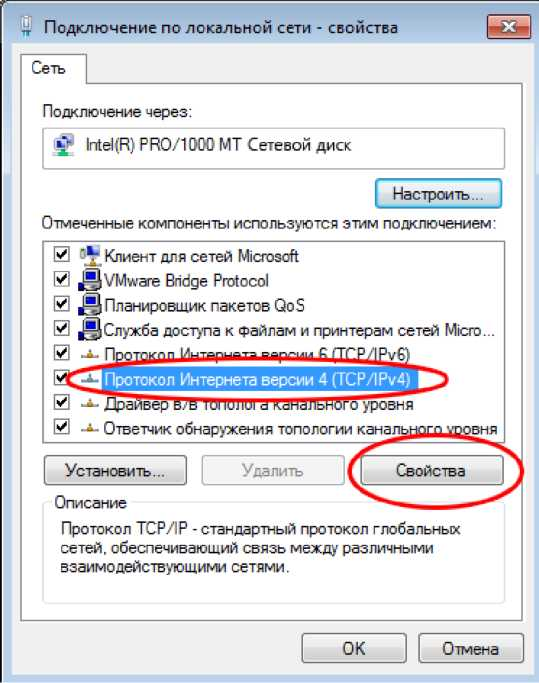 Подключение по локальной сети - свойства
Сеть
Подключение через:
Intel(R) PRO/1000 MT Сетевой диск
Настроить...
Отмеченные компоненты используются этим подключением:
Клиент для сетей Microsoft
VMware Bridge Protocol
Планировщик пакетов QoS
Служба доступа к файлам и принтерам сетей Micro...
Протокол Интернета версии 6 (TCP/IPv6)
Протокол Интернета версии 4 (TCP/IPv4)
Драйвер в/в тополога канального уровня
Ответчик обнаружения топологии канального уровня
Установить...
Удалить
Свойства
Описание
Протокол TCP/IP - стандартный протокол глобальных
сетей, обеспечивающий связь между различными
взаимодействующими сетями.
OK
Отмена